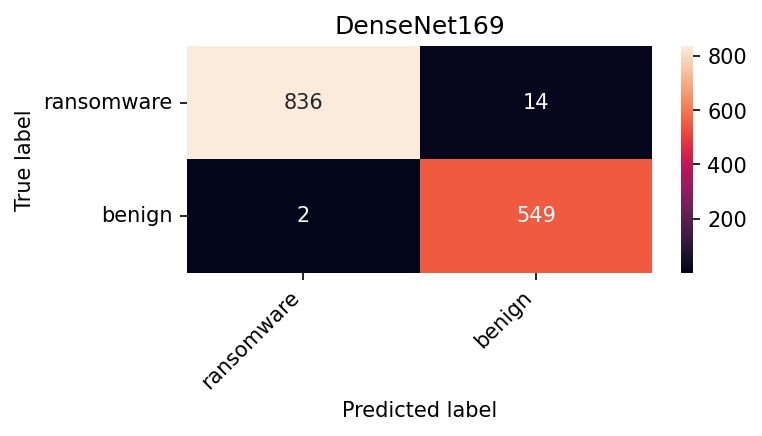 DenseNet169
True label
ransomware
836
14
benign
2
549
800
600
400
200
ransomware
benign
Predicted label